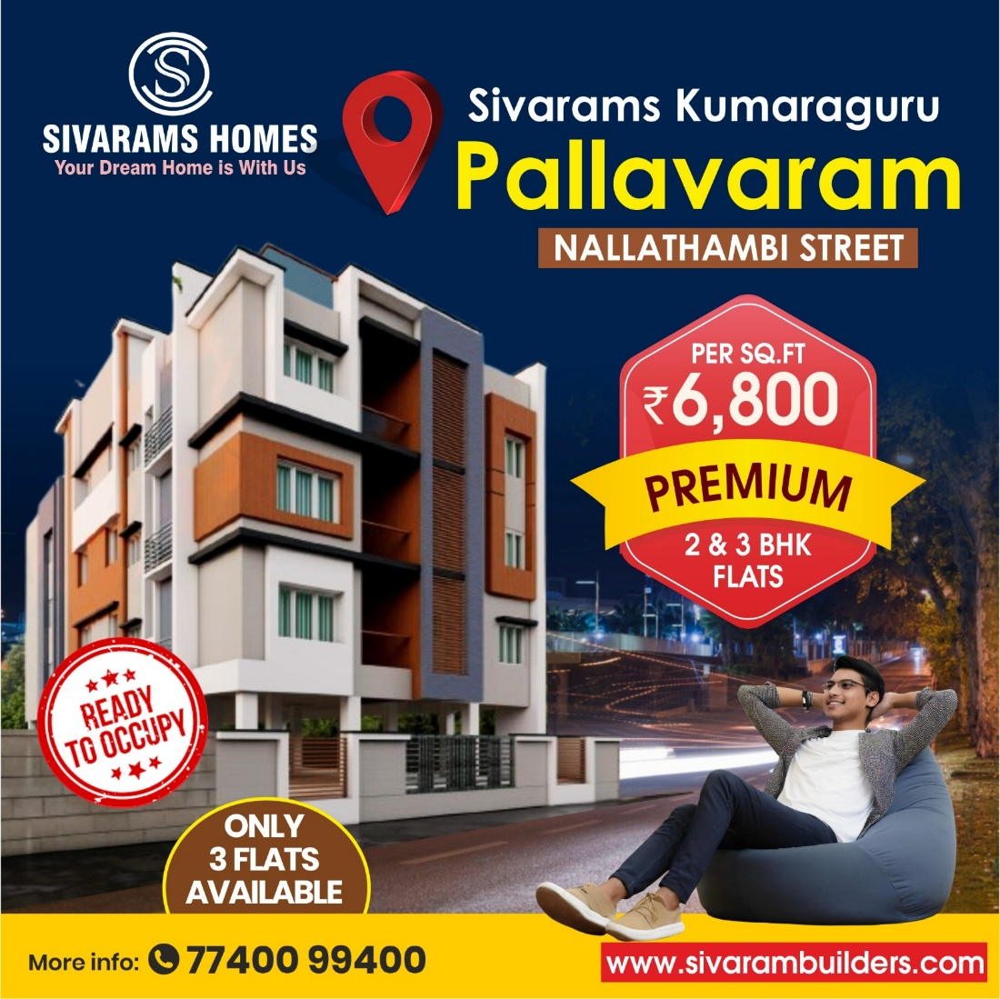 S
SIVARAMS HOMES
Your Dream Home is With Us
Sivarams Kumaraguru
Pallavaram
NALLATHAMBI STREET
PER SQ.FT
₹6,800
PREMIUM
2 & 3 BHK
FLATS
READY
TO OCCUPY
ONLY
3 FLATS
AVAILABLE
More info: 77400 99400
www.sivarambuilders.com